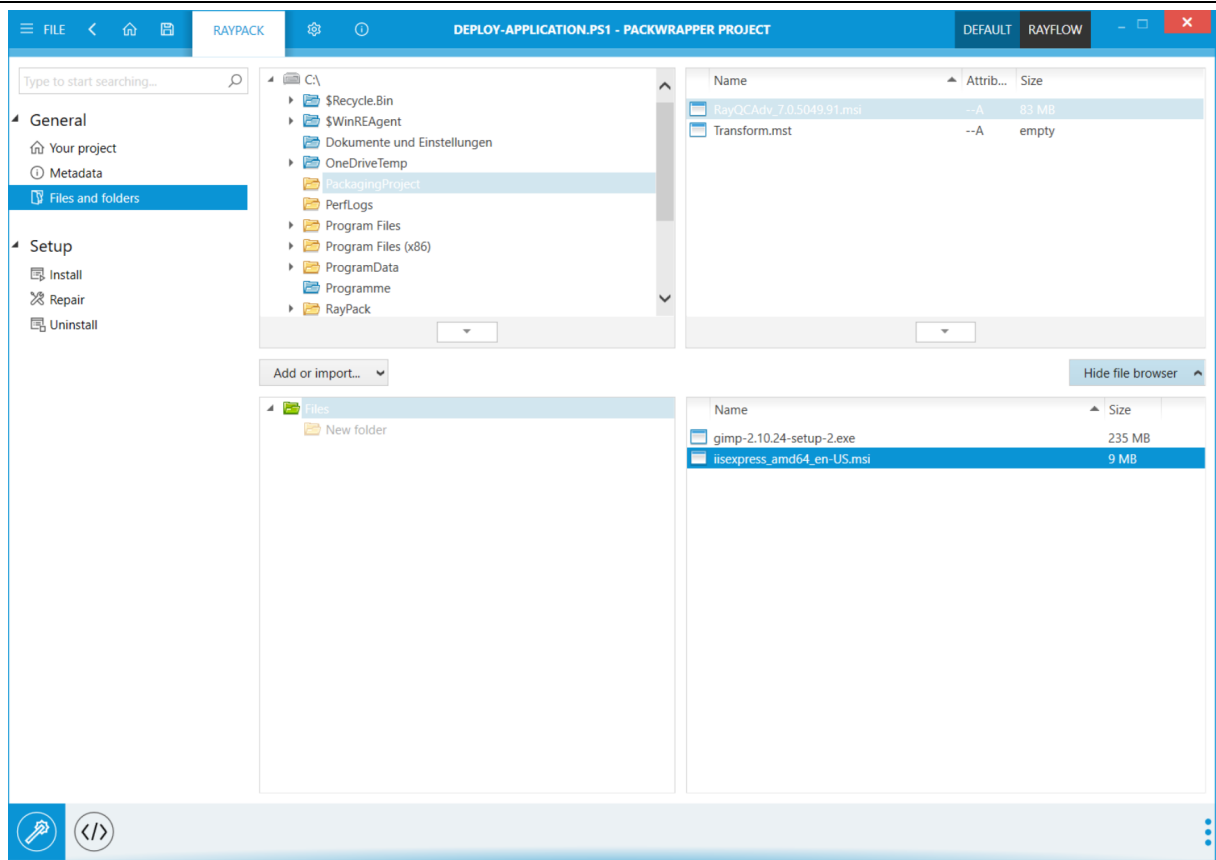 FILE RAYPACK DEPLOY-APPLICATION.PS1 - PACKWRAPPER PROJECT DEFAULT RAYFLOW
Type to start searching...
General
Your project
Metadata
Files and folders
Setup
Install
Repair
Uninstall
C:\
$Recycle.Bin
$WinREAgent
Dokumente und Einstellungen
OneDriveTemp
PackagingProject
PerfLogs
Program Files
Program Files (x86)
ProgramData
Programme
RayPack
Name Attrib... Size
RayQCAdv_7.0.5049.91.msi --A 83 MB
Transform.mst --A empty
Add or import... Hide file browser
Files
New folder
Name Size
gimp-2.10.24-setup-2.exe 235 MB
iisexpress_amd64_en-US.msi 9 MB